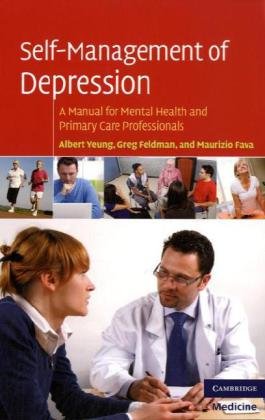 Self-Management of
Depression
A Manual for Mental Health and
Primary Care Professionals
Albert Yeung, Greg Feldman, and Maurizio Fava
CAMBRIDGE
Medicine